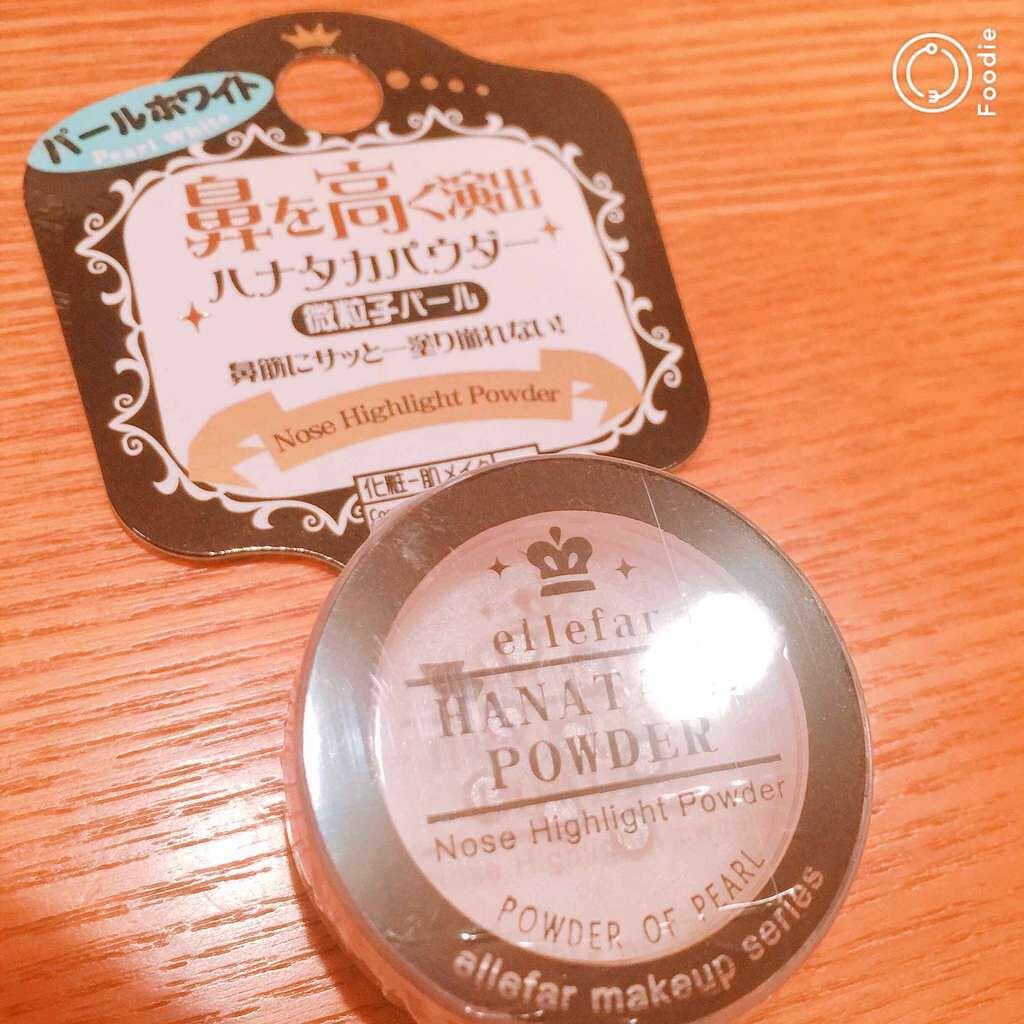 Foodie
パールホワイト
Pearl White
鼻を高く演出
ハナタカパウダー
微粒子パール
鼻筋にサッと一塗り崩れない!
Nose Highlight Powder
化粧-肌メイク
ellefar
POWDER
Nose Highlight Powder
POWDER OF PEARL
ellefar makeup series